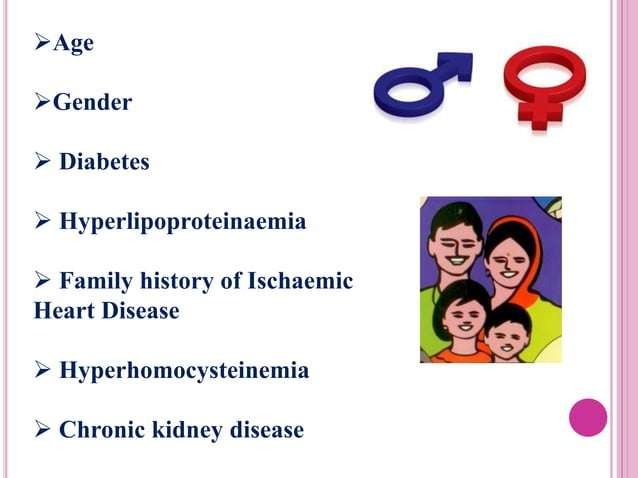 ➢Age
➢Gender
➢ Diabetes
➢ Hyperlipoproteinaemia
➢ Family history of Ischaemic
Heart Disease
➢ Hyperhomocysteinemia
➢ Chronic kidney disease